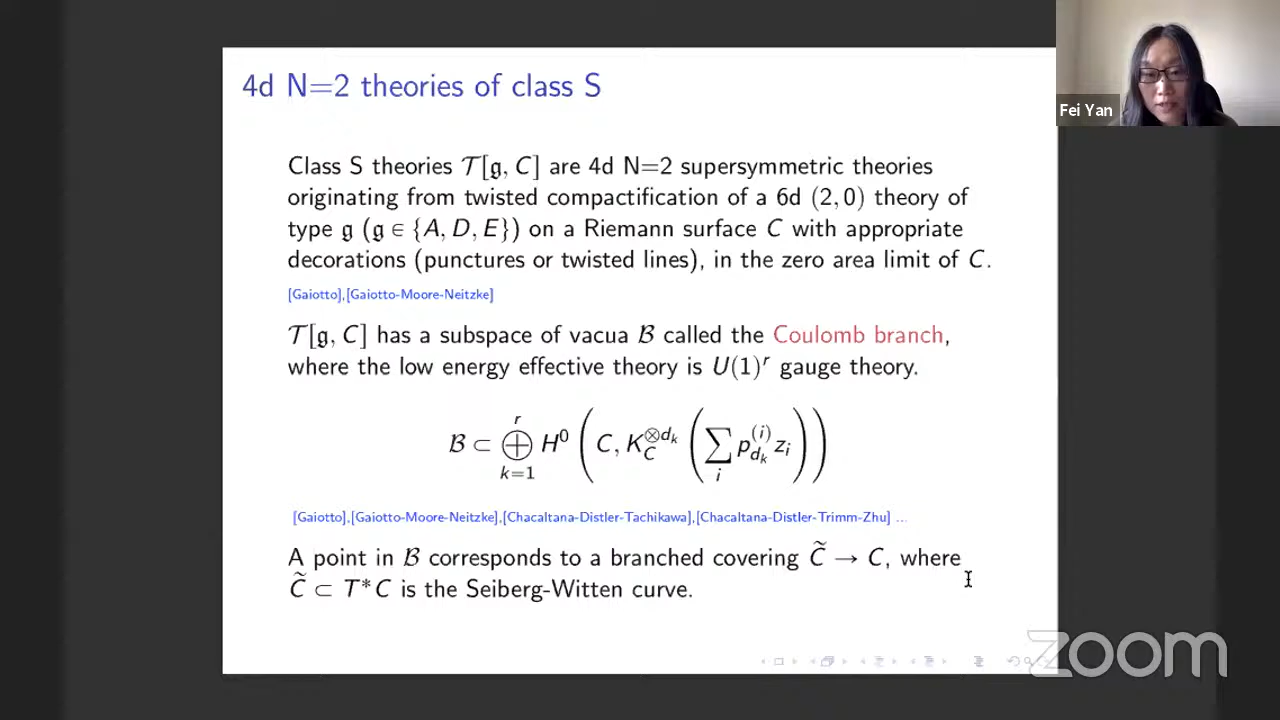 4d N=2 theories of class S
Fei Yan
Class S theories 𝒯[𝔤, C] are 4d N=2 supersymmetric theories
originating from twisted compactification of a 6d (2, 0) theory of
type 𝔤 (𝔤 ∈ {A, D, E}) on a Riemann surface C with appropriate
decorations (punctures or twisted lines), in the zero area limit of C.
[Gaiotto],[Gaiotto-Moore-Neitzke]
𝒯[𝔤, C] has a subspace of vacua ℬ called the Coulomb branch,
where the low energy effective theory is U(1)^r gauge theory.
ℬ ⊂ ⊕_{k=1}^{r} H^0 (C, K_C^{⊗d_k} (∑_i p_{d_k}^{(i)} z_i))
[Gaiotto],[Gaiotto-Moore-Neitzke],[Chacaltana-Distler-Tachikawa],[Chacaltana-Distler-Trimm-Zhu] ...
A point in ℬ corresponds to a branched covering C̃ → C, where
C̃ ⊂ T*C is the Seiberg-Witten curve.
zoom